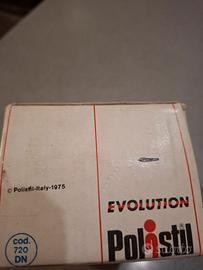 © Polistil-Italy-1975
EVOLUTION
Polistil
cod.
720
DN